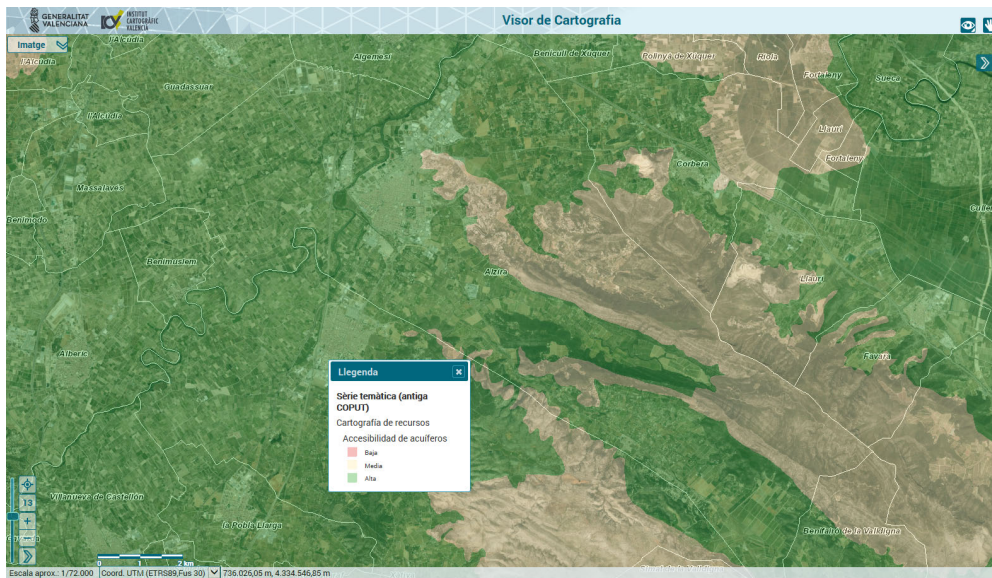 GENERALITAT
VALENCIANA
INSTITUT
CARTOGRÀFIC
VALENCIÀ
Visor de Cartografia
Imatge
l'Alcúdia
l'Alcúdia
Guadassuar
l'Alcúdia
Algemesí
Benicull de Xúquer
Polinyà de Xúquer
Riola
Fortaleny
Sueca
Llaurí
Fortaleny
Corbera
Massalavés
Benimodo
Benimuslem
Alzira
Llaurí
Favara
Alberic
Villanueva de Castellón
la Pobla Llarga
Benifairó de la Valldigna
Llegenda
Sèrie temàtica (antiga
COPUT)
Cartografía de recursos
Accesibilidad de acuíferos
Baja
Media
Alta
13
0 1 2 km
Escala aprox.: 1/72.000 Coord. UTM (ETRS89,Fus 30) 736.026,05 m, 4.334.546,85 m